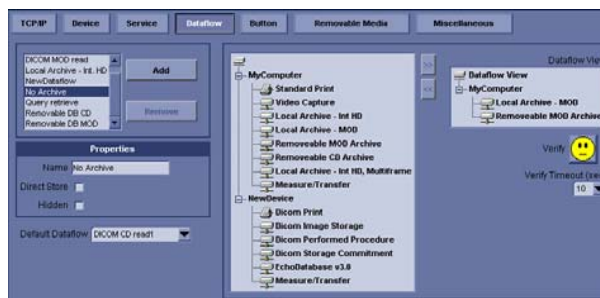 TCP/IP Device Service Dataflow Button Removable Media Miscellaneous
DICOM MOD read
Local Archive - Int. HD
NewDataflow
No Archive
Query retrieve
Removable DB CD
Removable DB MOD
Add
Remove
Properties
Name No Archive
Direct Store
Hidden
Default Dataflow DICOM CD read1
MyComputer
Standard Print
Video Capture
Local Archive - Int HD
Local Archive - MOD
Removeable MOD Archive
Removeable CD Archive
Local Archive - Int HD, Multiframe
Measure/Transfer
NewDevice
Dicom Print
Dicom Image Storage
Dicom Performed Procedure
Dicom Storage Commitment
EchoDatabase v3.0
Measure/Transfer
>>
<<
Dataflow View
Dataflow View
MyComputer
Local Archive - MOD
Removeable MOD Archive
Verify
Verify Timeout (sec
10